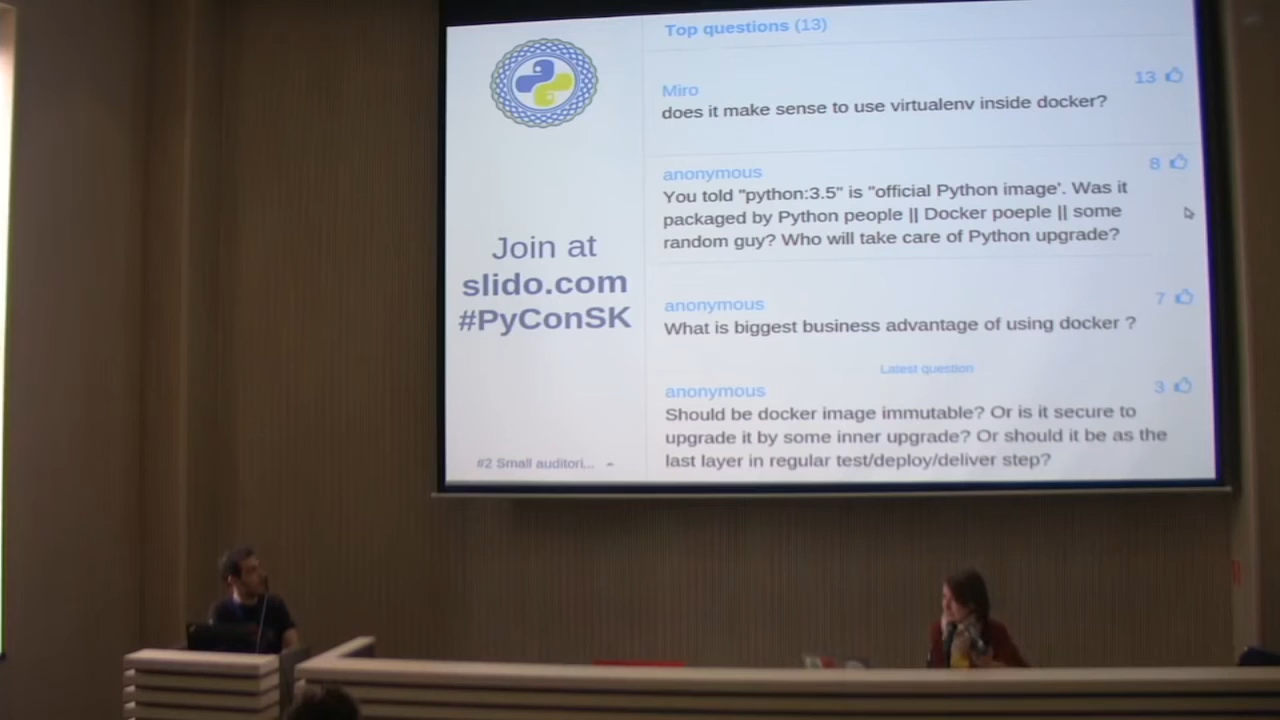 Top questions (13)
Miro
13
does it make sense to use virtualenv inside docker?
anonymous
8
You told "python:3.5" is "official Python image'. Was it
packaged by Python people || Docker poeple || some
random guy? Who will take care of Python upgrade?
anonymous
7
What is biggest business advantage of using docker ?
Latest question
anonymous
3
Should be docker image immutable? Or is it secure to
upgrade it by some inner upgrade? Or should it be as the
last layer in regular test/deploy/deliver step?
Join at
slido.com
#PyConSK
#2 Small auditori...